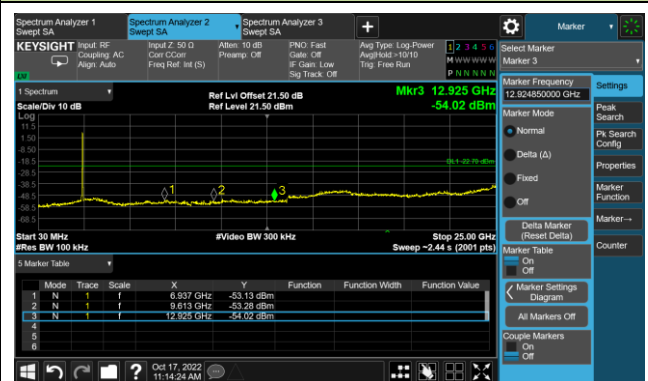 Spectrum Analyzer 1
Swept SA
Spectrum Analyzer 2
Swept SA
Spectrum Analyzer 3
Swept SA
+
Marker
KEYSIGHT
Input: RF
Coupling: AC
Align: Auto
Input Z: 50 Ω
Corr CCorr
Freq Ref: Int (S)
Atten: 10 dB
Preamp: Off
PNO: Fast
Gate: Off
IF Gain: Low
Sig Track: Off
Avg Type: Log-Power
Avg|Hold:>10/10
Trig: Free Run
1 2 3 4 5 6
M W W W W W
P N N N N N
LXI
Select Marker
Marker 3
1 Spectrum
Scale/Div 10 dB
Ref Lvl Offset 21.50 dB
Ref Level 21.50 dBm
Mkr3 12.925 GHz
-54.02 dBm
Log
11.5
1.50
-8.50
-18.5
-28.5
-38.5
-48.5
-58.5
-68.5
DL1 -22.79 dBm
1
2
3
Start 30 MHz
#Res BW 100 kHz
#Video BW 300 kHz
Stop 25.00 GHz
Sweep ~2.44 s (2001 pts)
5 Marker Table
Mode Trace Scale X Y Function Function Width Function Value
1 N 1 f 6.937 GHz -53.13 dBm
2 N 1 f 9.613 GHz -53.28 dBm
3 N 1 f 12.925 GHz -54.02 dBm
4
5
6
Marker Frequency
12.924850000 GHz
Marker Mode
Normal
Delta (Δ)
Fixed
Off
Delta Marker
(Reset Delta)
Marker Table
On
Off
Marker Settings
Diagram
All Markers Off
Couple Markers
On
Off
Settings
Peak
Search
Pk Search
Config
Properties
Marker
Function
Marker→
Counter
?
Oct 17, 2022
11:14:24 AM